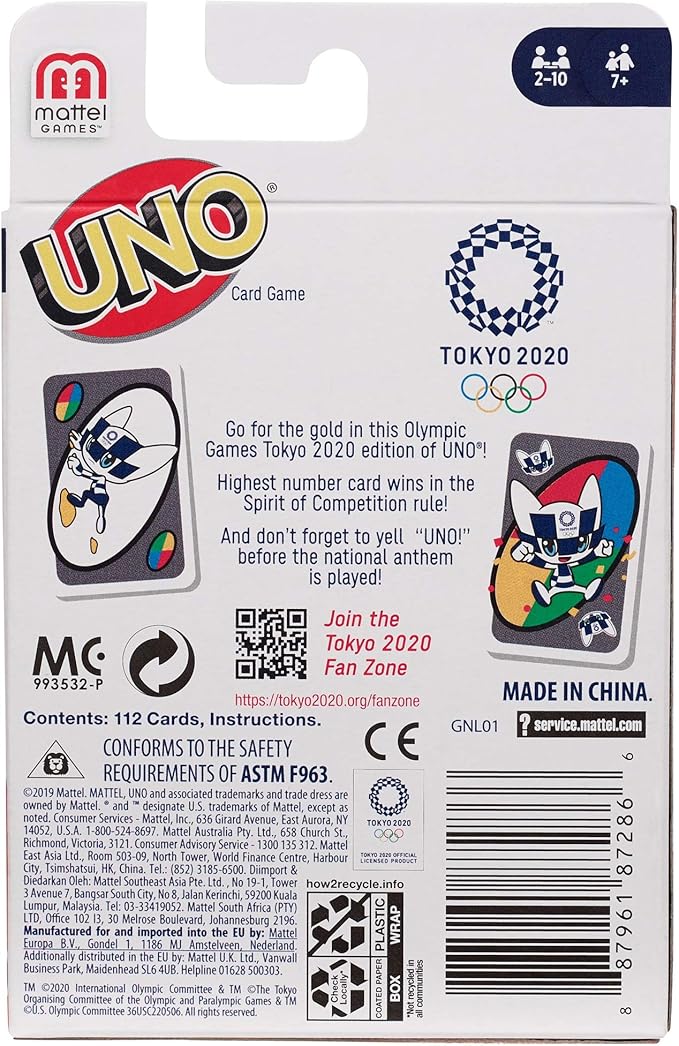 mattel
GAMES™
2-10
7+
UNO®
Card Game
TOKYO 2020
Go for the gold in this Olympic
Games Tokyo 2020 edition of UNO®!
Highest number card wins in the
Spirit of Competition rule!
And don't forget to yell “UNO!”
before the national anthem
is played!
Join the
Tokyo 2020
Fan Zone
https://tokyo2020.org/fanzone
993532-P
MADE IN CHINA.
Contents: 112 Cards, Instructions.
CE
GNL01
? service.mattel.com
CONFORMS TO THE SAFETY
REQUIREMENTS OF ASTM F963.
©2019 Mattel. MATTEL, UNO and associated trademarks and trade dress are
owned by Mattel. ® and ™ designate U.S. trademarks of Mattel, except as
noted. Consumer Services - Mattel, Inc., 636 Girard Avenue, East Aurora, NY
14052, U.S.A. 1-800-524-8697. Mattel Australia Pty. Ltd., 658 Church St.,
Richmond, Victoria, 3121. Consumer Advisory Service - 1300 135 312. Mattel
East Asia Ltd., Room 503-09, North Tower, World Finance Centre, Harbour
City, Tsimshatsui, HK, China. Tel.: (852) 3185-6500. Diimport &
Diedarkan Oleh: Mattel Southeast Asia Pte. Ltd., No 19-1, Tower
3 Avenue 7, Bangsar South City, No 8, Jalan Kerinchi, 59200 Kuala
Lumpur, Malaysia. Tel: 03-33419052. Mattel South Africa (PTY)
LTD, Office 102 I3, 30 Melrose Boulevard, Johannesburg 2196.
Manufactured for and imported into the EU by: Mattel
Europa B.V., Gondel 1, 1186 MJ Amstelveen, Nederland.
Additionally distributed in the EU by: Mattel U.K. Ltd., Vanwall
Business Park, Maidenhead SL6 4UB. Helpline 01628 500303.
TM ©2020 International Olympic Committee & TM ©The Tokyo
Organising Committee of the Olympic and Paralympic Games & TM
©U.S. Olympic Committee 36USC220506. All rights reserved.
TOKYO 2020
TOKYO 2020 OFFICIAL
LICENSED PRODUCT
how2recycle.info
Check
Locally*
COATED PAPER
BOX
PLASTIC
WRAP
*Not recycled in
all communities
8 87961 87286 6